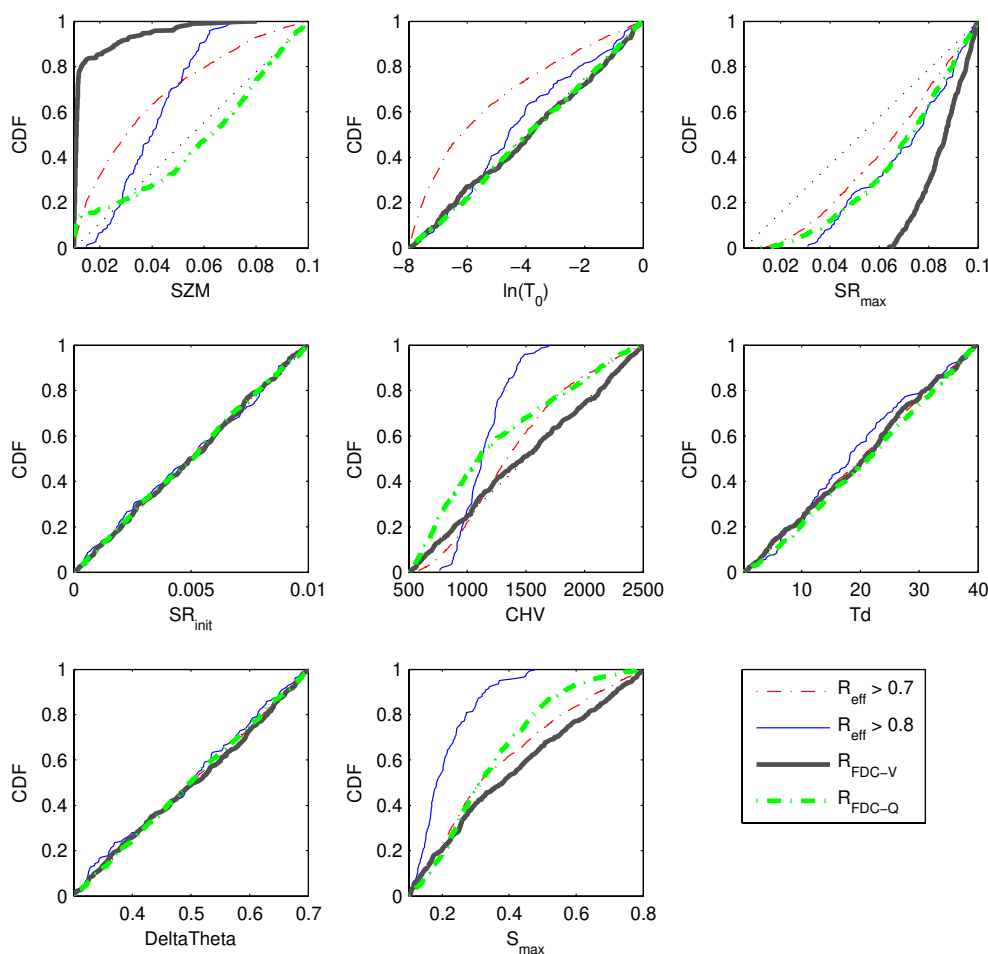 1
0.8
0.6
0.4
0.2
0
CDF
0.02 0.04 0.06 0.08 0.1
SZM
1
0.8
0.6
0.4
0.2
0
CDF
−8 −6 −4 −2 0
ln(T0)
1
0.8
0.6
0.4
0.2
0
CDF
0.02 0.04 0.06 0.08 0.1
SRmax
1
0.8
0.6
0.4
0.2
0
CDF
0 0.005 0.01
SRinit
1
0.8
0.6
0.4
0.2
0
CDF
500 1000 1500 2000 2500
CHV
1
0.8
0.6
0.4
0.2
0
CDF
10 20 30 40
Td
1
0.8
0.6
0.4
0.2
0
CDF
0.4 0.5 0.6 0.7
DeltaTheta
1
0.8
0.6
0.4
0.2
0
CDF
0.2 0.4 0.6 0.8
Smax
Reff > 0.7
Reff > 0.8
RFDC−V
RFDC−Q